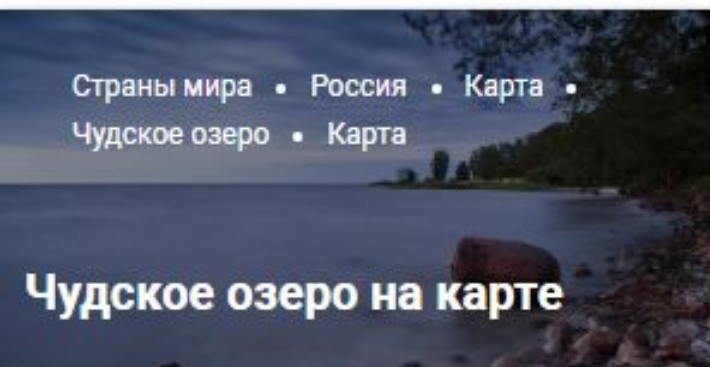 Страны мира • Россия • Карта •
Чудское озеро • Карта
Чудское озеро на карте